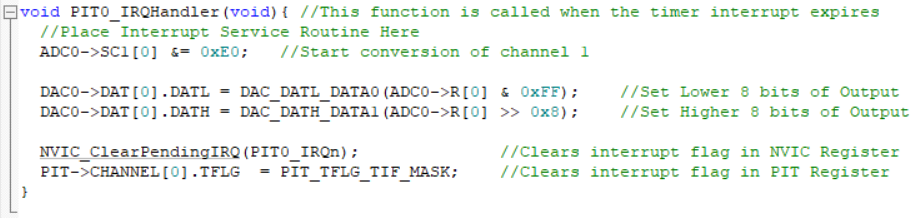 void PIT0_IRQHandler(void){ //This function is called when the timer interrupt expires
//Place Interrupt Service Routine Here
ADC0->SC1[0] &= 0xE0; //Start conversion of channel 1
DAC0->DAT[0].DATL = DAC_DATL_DATA0(ADC0->R[0] & 0xFF); //Set Lower 8 bits of Output
DAC0->DAT[0].DATH = DAC_DATH_DATA1(ADC0->R[0] >> 0x8); //Set Higher 8 bits of Output
NVIC_ClearPendingIRQ(PIT0_IRQn); //Clears interrupt flag in NVIC Register
PIT->CHANNEL[0].TFLG = PIT_TFLG_TIF_MASK; //Clears interrupt flag in PIT Register
}